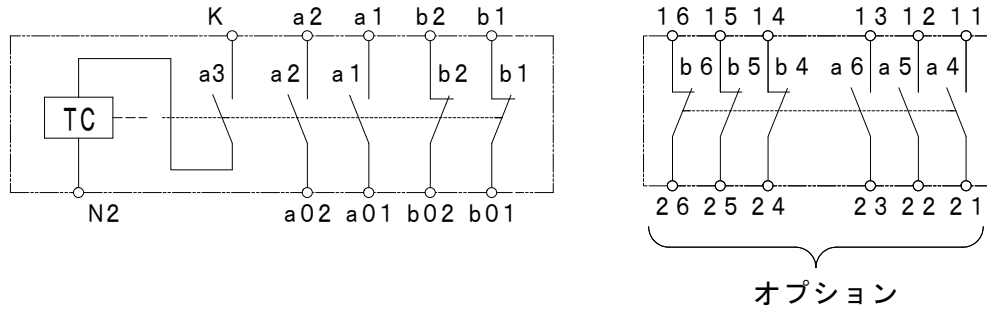 K a2 a1 b2 b1 16 15 14 13 12 11
a3 a2 a1 b2 b1 b6 b5 b4 a6 a5 a4
TC
N2 a02 a01 b02 b01 26 25 24 23 22 21
オプション